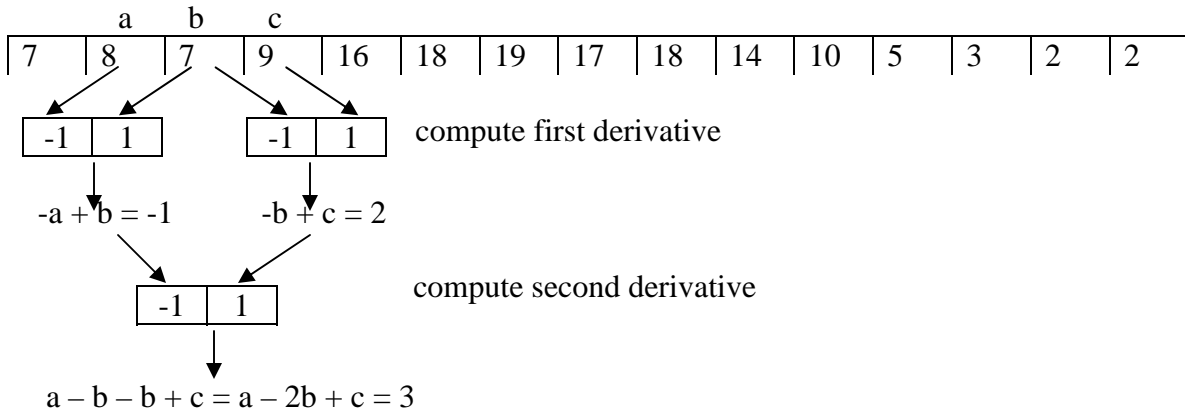 a b c
7 8 7 9 16 18 19 17 18 14 10 5 3 2 2
-1 1 -1 1 compute first derivative
-a + b = -1 -b + c = 2
-1 1 compute second derivative
a – b – b + c = a – 2b + c = 3